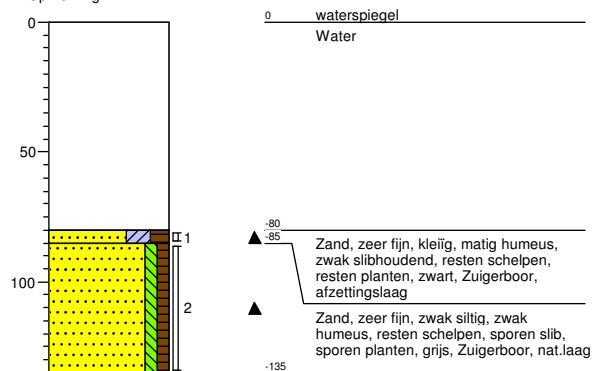 0
0 waterspiegel
Water
50
-80
-85
1
Zand, zeer fijn, kleiïg, matig humeus,
zwak slibhoudend, resten schelpen,
resten planten, zwart, Zuigerboor,
afzettingslaag
100
2
Zand, zeer fijn, zwak siltig, zwak
humeus, resten schelpen, sporen slib,
sporen planten, grijs, Zuigerboor, nat.laag
-135